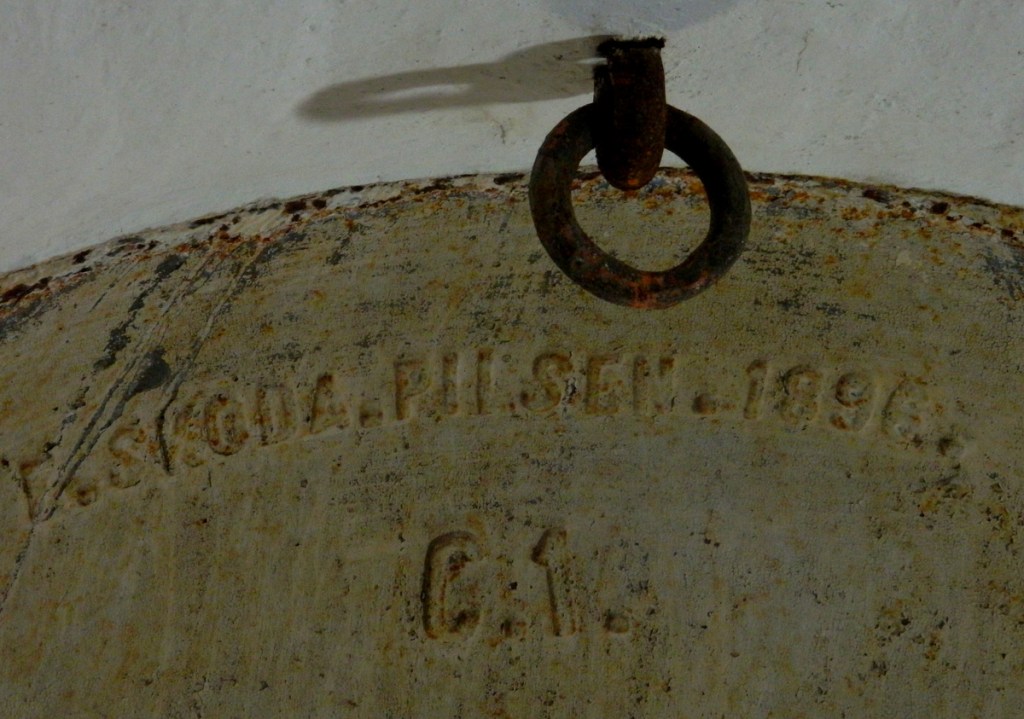 E. SKODA. PILSEN. 1896.
C. 1.